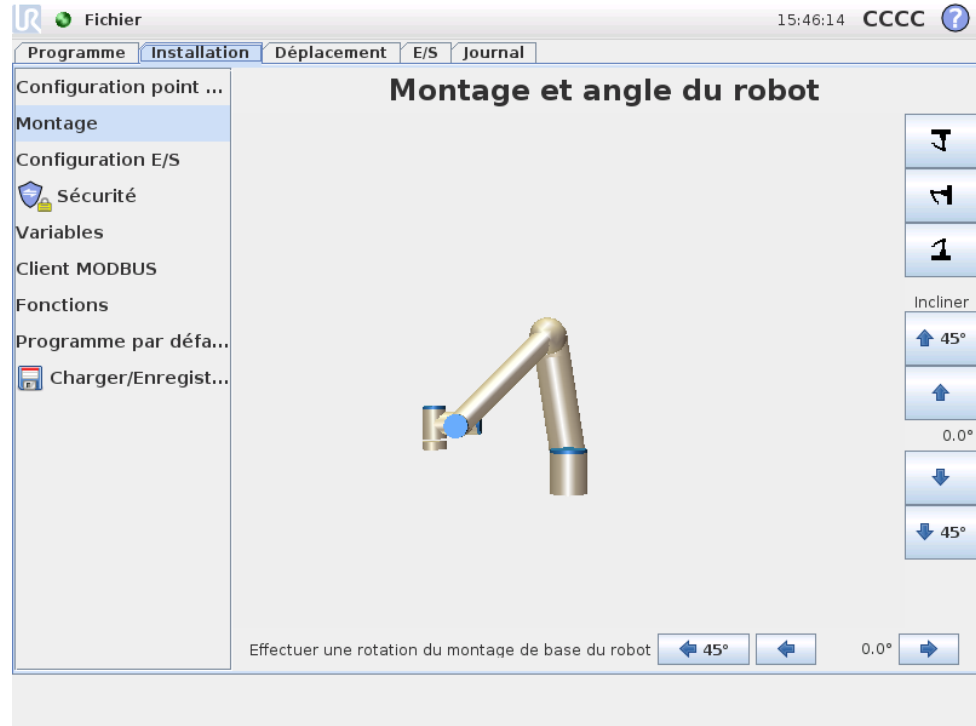 UR Fichier 15:46:14 CCCC ?
Programme Installation Déplacement E/S Journal
Configuration point ...
Montage
Configuration E/S
Sécurité
Variables
Client MODBUS
Fonctions
Programme par défa...
Charger/Enregist...
Montage et angle du robot
Incliner
45°
0.0°
45°
Effectuer une rotation du montage de base du robot 45° 0.0°